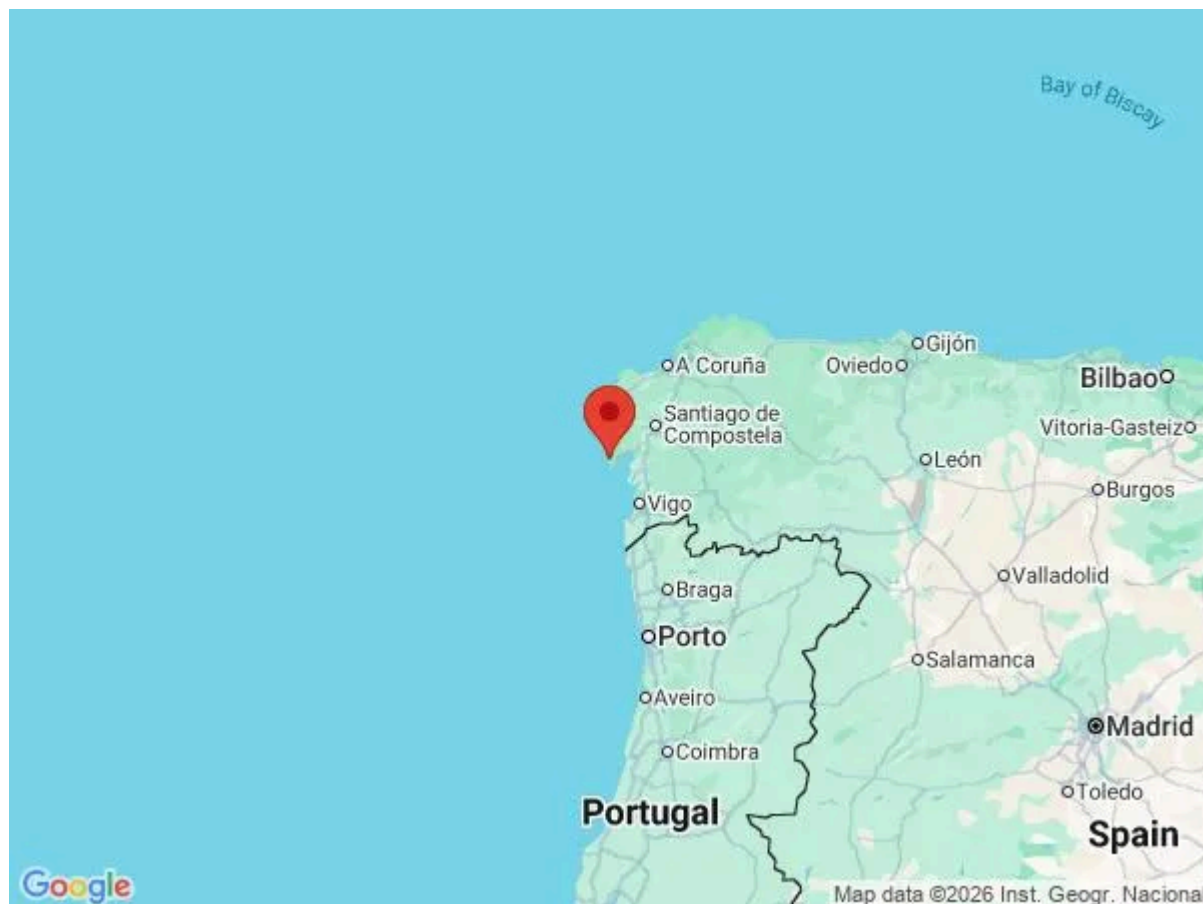 Bay of Biscay
Gijón
A Coruña
Oviedo
Bilbao
Santiago de
Compostela
Vitoria-Gasteiz
León
Burgos
Vigo
Valladolid
Braga
Porto
Salamanca
Aveiro
Madrid
Coimbra
Toledo
Portugal
Spain
Google
Map data ©2026 Inst. Geogr. Nacional